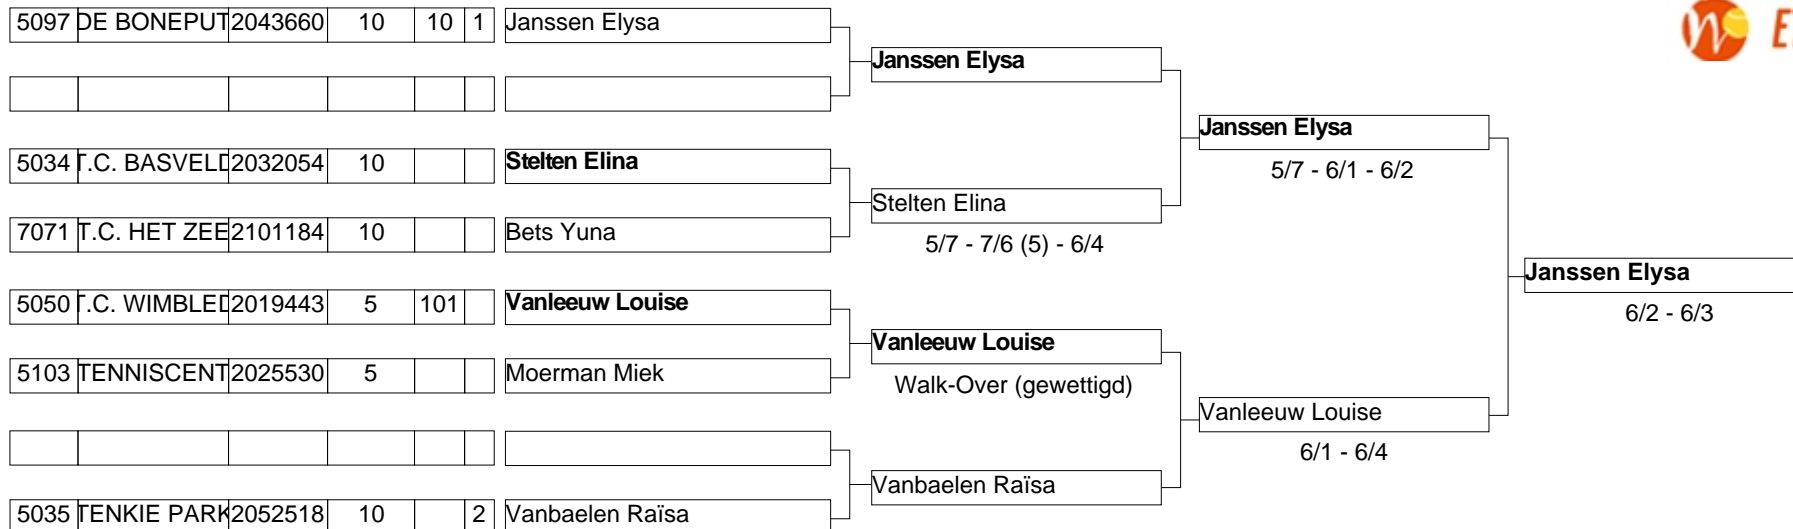 5097 DE BONEPUT 2043660 10 10 1 Janssen Elysa
Janssen Elysa
Janssen Elysa
5/7 - 6/1 - 6/2
5034 T.C. BASVELD 2032054 10 Stelten Elina
Stelten Elina
7071 T.C. HET ZEE 2101184 10 Bets Yuna
5/7 - 7/6 (5) - 6/4
Janssen Elysa
6/2 - 6/3
5050 T.C. WIMBLED 2019443 5 101 Vanleeuw Louise
Vanleeuw Louise
5103 TENNISCENT 2025530 5 Moerman Miek
Walk-Over (gewettigd)
Vanleeuw Louise
6/1 - 6/4
Vanbaelen Raïsa
5035 TENKIE PARK 2052518 10 2 Vanbaelen Raïsa